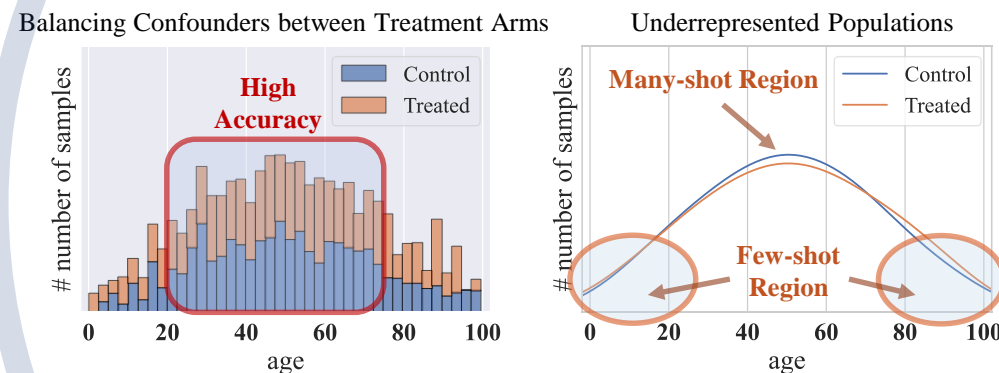 Balancing Confounders between Treatment Arms
# number of samples
High
Accuracy
Control
Treated
0 20 40 60 80 100
age
Underrepresented Populations
# number of samples
Many-shot Region
Control
Treated
Few-shot
Region
0 20 40 60 80 100
age